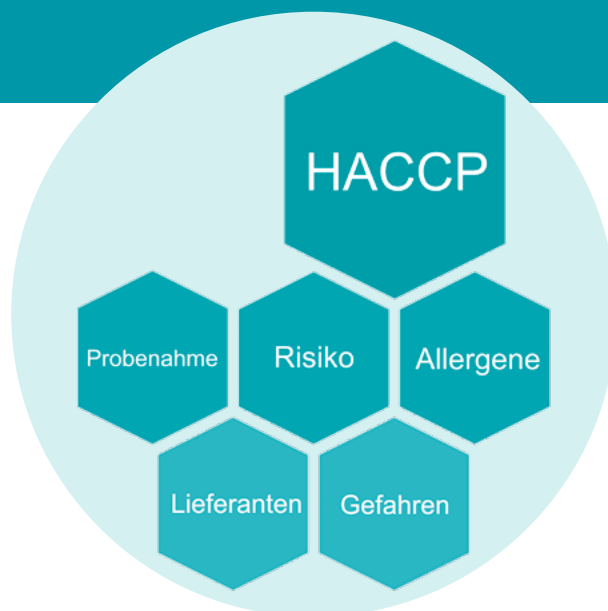 HACCP
Probenahme
Risiko
Allergene
Lieferanten
Gefahren